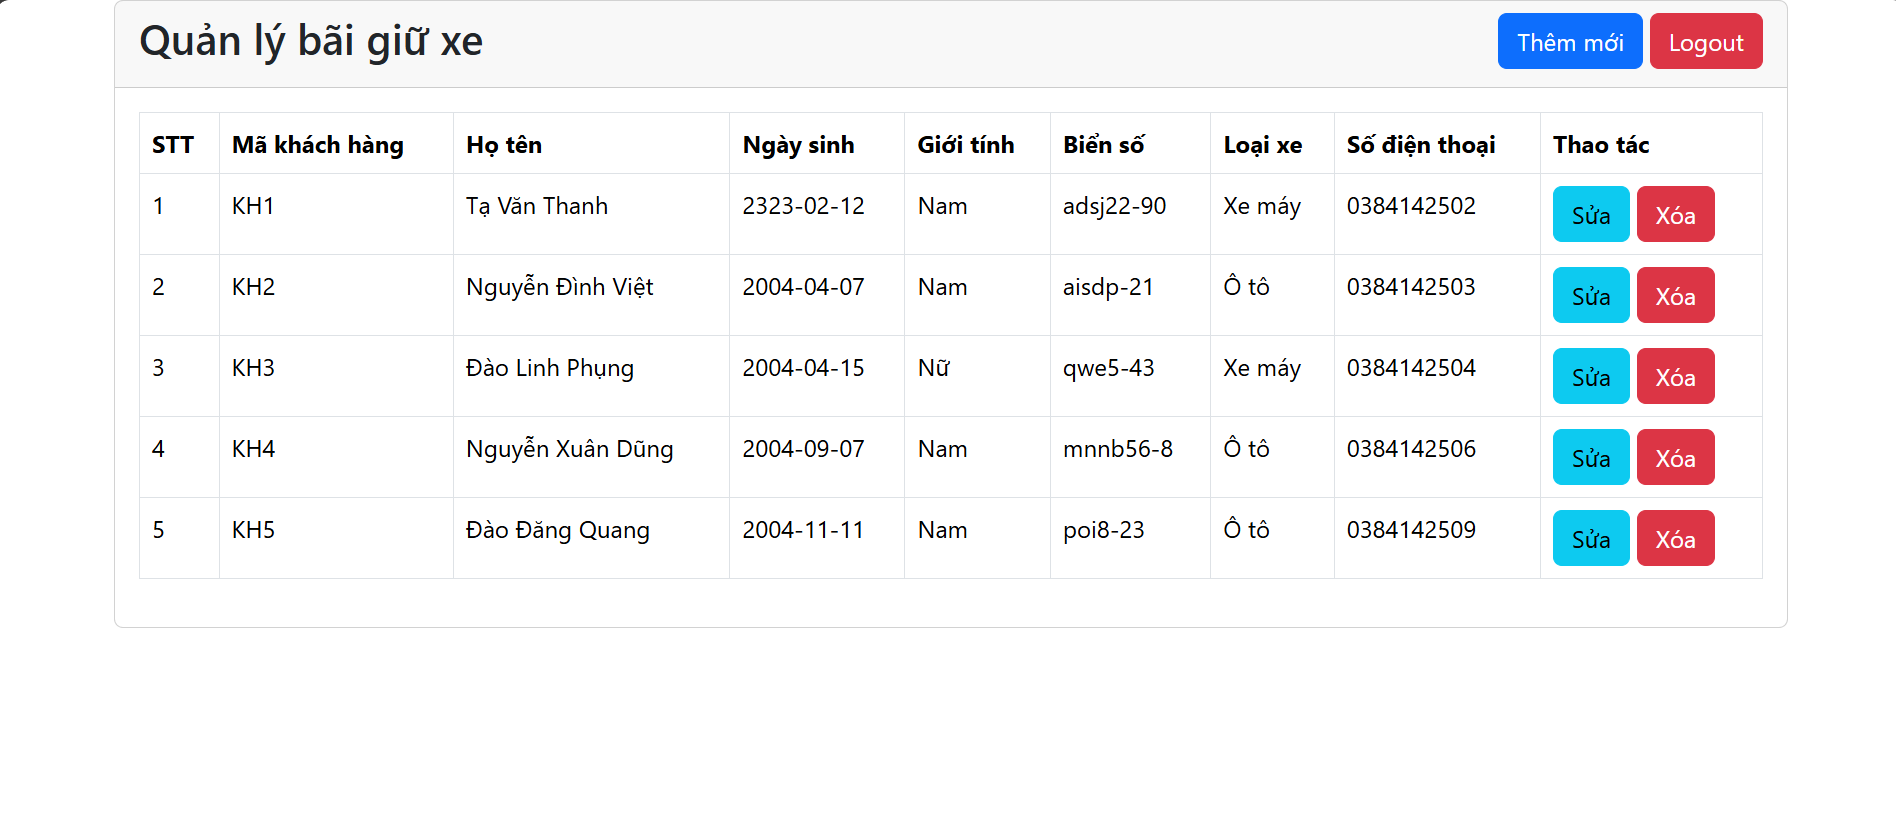 Quản lý bãi giữ xe Thêm mới Logout
STT Mã khách hàng Họ tên Ngày sinh Giới tính Biển số Loại xe Số điện thoại Thao tác
1 KH1 Tạ Văn Thanh 2323-02-12 Nam adsj22-90 Xe máy 0384142502 Sửa Xóa
2 KH2 Nguyễn Đình Việt 2004-04-07 Nam aisdp-21 Ô tô 0384142503 Sửa Xóa
3 KH3 Đào Linh Phụng 2004-04-15 Nữ qwe5-43 Xe máy 0384142504 Sửa Xóa
4 KH4 Nguyễn Xuân Dũng 2004-09-07 Nam mnnb56-8 Ô tô 0384142506 Sửa Xóa
5 KH5 Đào Đăng Quang 2004-11-11 Nam poi8-23 Ô tô 0384142509 Sửa Xóa